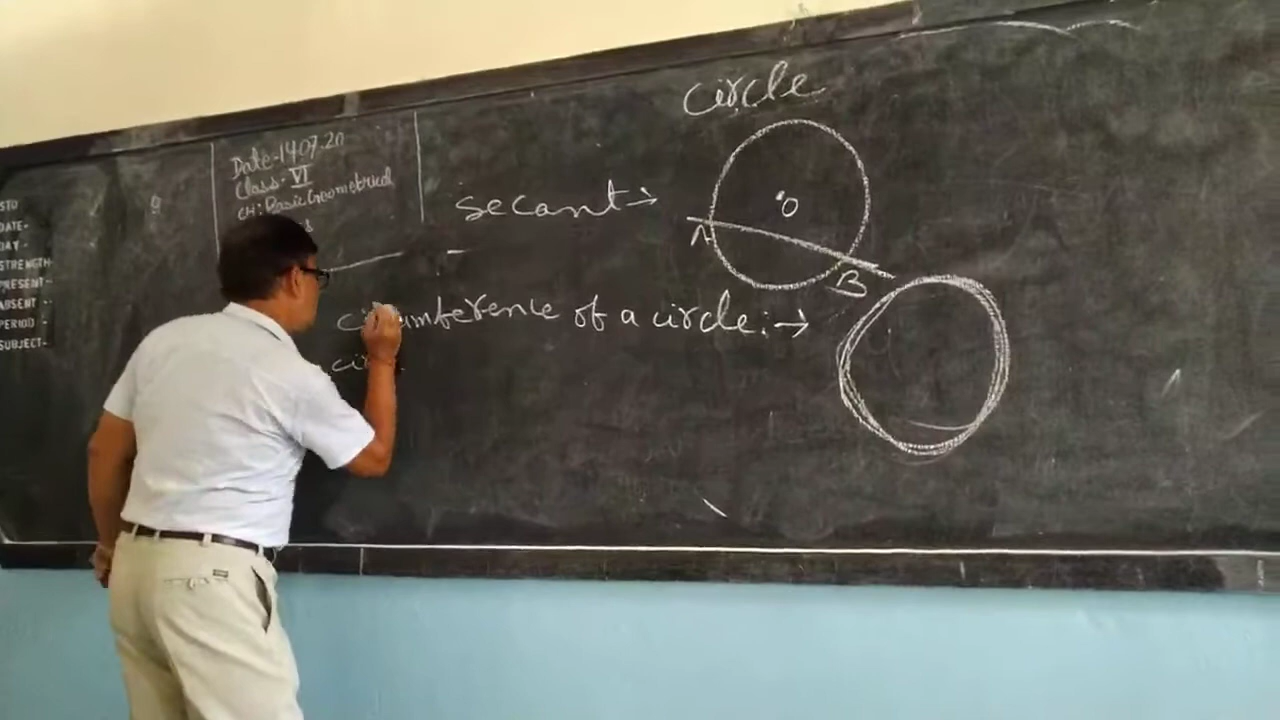 STD
DATE-
DAY-
STRENGTH-
PRESENT-
ABSENT-
PERIOD-
SUBJECT-
Date-14.07.20
Class-VI
CH: Basic Geometrical
circle
secant→
O
A
B
circumference of a circle:→